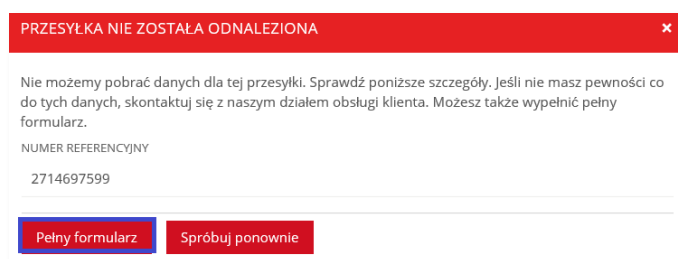 PRZESYŁKA NIE ZOSTAŁA ODNALEZIONA ×
Nie możemy pobrać danych dla tej przesyłki. Sprawdź poniższe szczegóły. Jeśli nie masz pewności co
do tych danych, skontaktuj się z naszym działem obsługi klienta. Możesz także wypełnić pełny
formularz.
NUMER REFERENCYJNY
2714697599
Pełny formularz Spróbuj ponownie